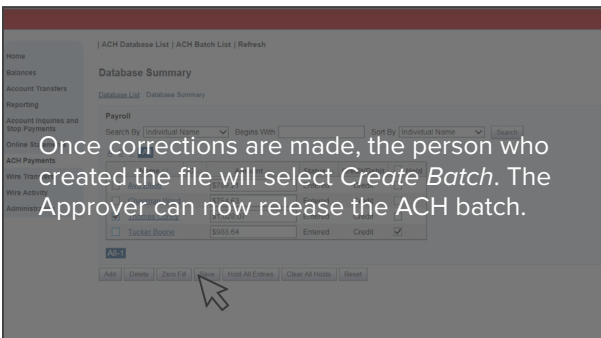 | ACH Database List | ACH Batch List | Refresh
Home
Balances
Account Transfers
Reporting
Account Inquiries and
Stop Payments
Online
ACH Payments
Wire
Wire Activity
Database Summary
Database List Database Summary
Payroll
Search By Individual Name Begins With Sort By Individual Name Search
Once corrections are made, the person who
created the file will select Create Batch. The
Approver can now release the ACH batch.
Tucker Boone $988.64 Entered Credit
All-1
Add Delete Zero Fill Save Hold All Entries Clear All Holds Reset